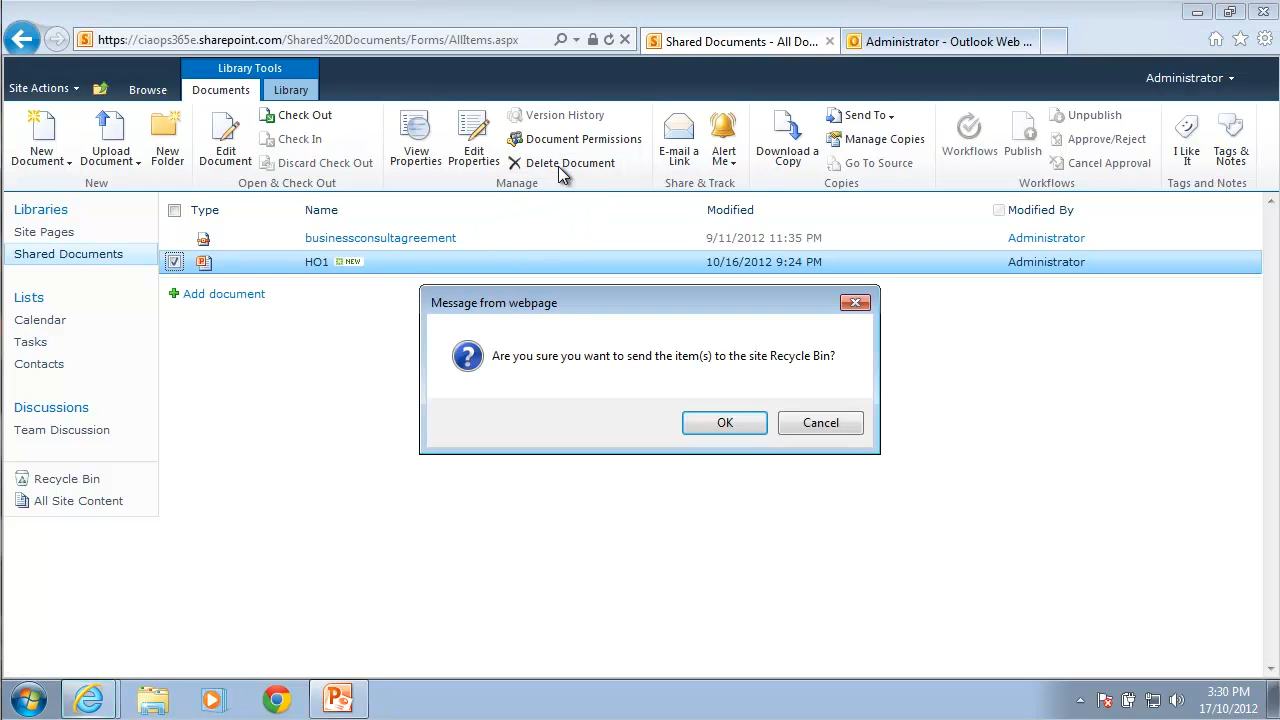 https://ciaops365e.sharepoint.com/Shared%20Documents/Forms/AllItems.aspx
Shared Documents - All Do...
Administrator - Outlook Web ...
Library Tools
Site Actions
Browse
Documents
Library
Administrator
New Document
Upload Document
New Folder
New
Edit Document
Check Out
Check In
Discard Check Out
Open & Check Out
View Properties
Edit Properties
Version History
Document Permissions
Delete Document
Manage
E-mail a Link
Alert Me
Share & Track
Download a Copy
Send To
Manage Copies
Go To Source
Copies
Workflows
Publish
Unpublish
Approve/Reject
Cancel Approval
Workflows
I Like It
Tags & Notes
Tags and Notes
Libraries
Site Pages
Shared Documents
Lists
Calendar
Tasks
Contacts
Discussions
Team Discussion
Recycle Bin
All Site Content
Type Name Modified Modified By
businessconsultagreement 9/11/2012 11:35 PM Administrator
HO1 NEW 10/16/2012 9:24 PM Administrator
Add document
Message from webpage
Are you sure you want to send the item(s) to the site Recycle Bin?
OK
Cancel
3:30 PM
17/10/2012